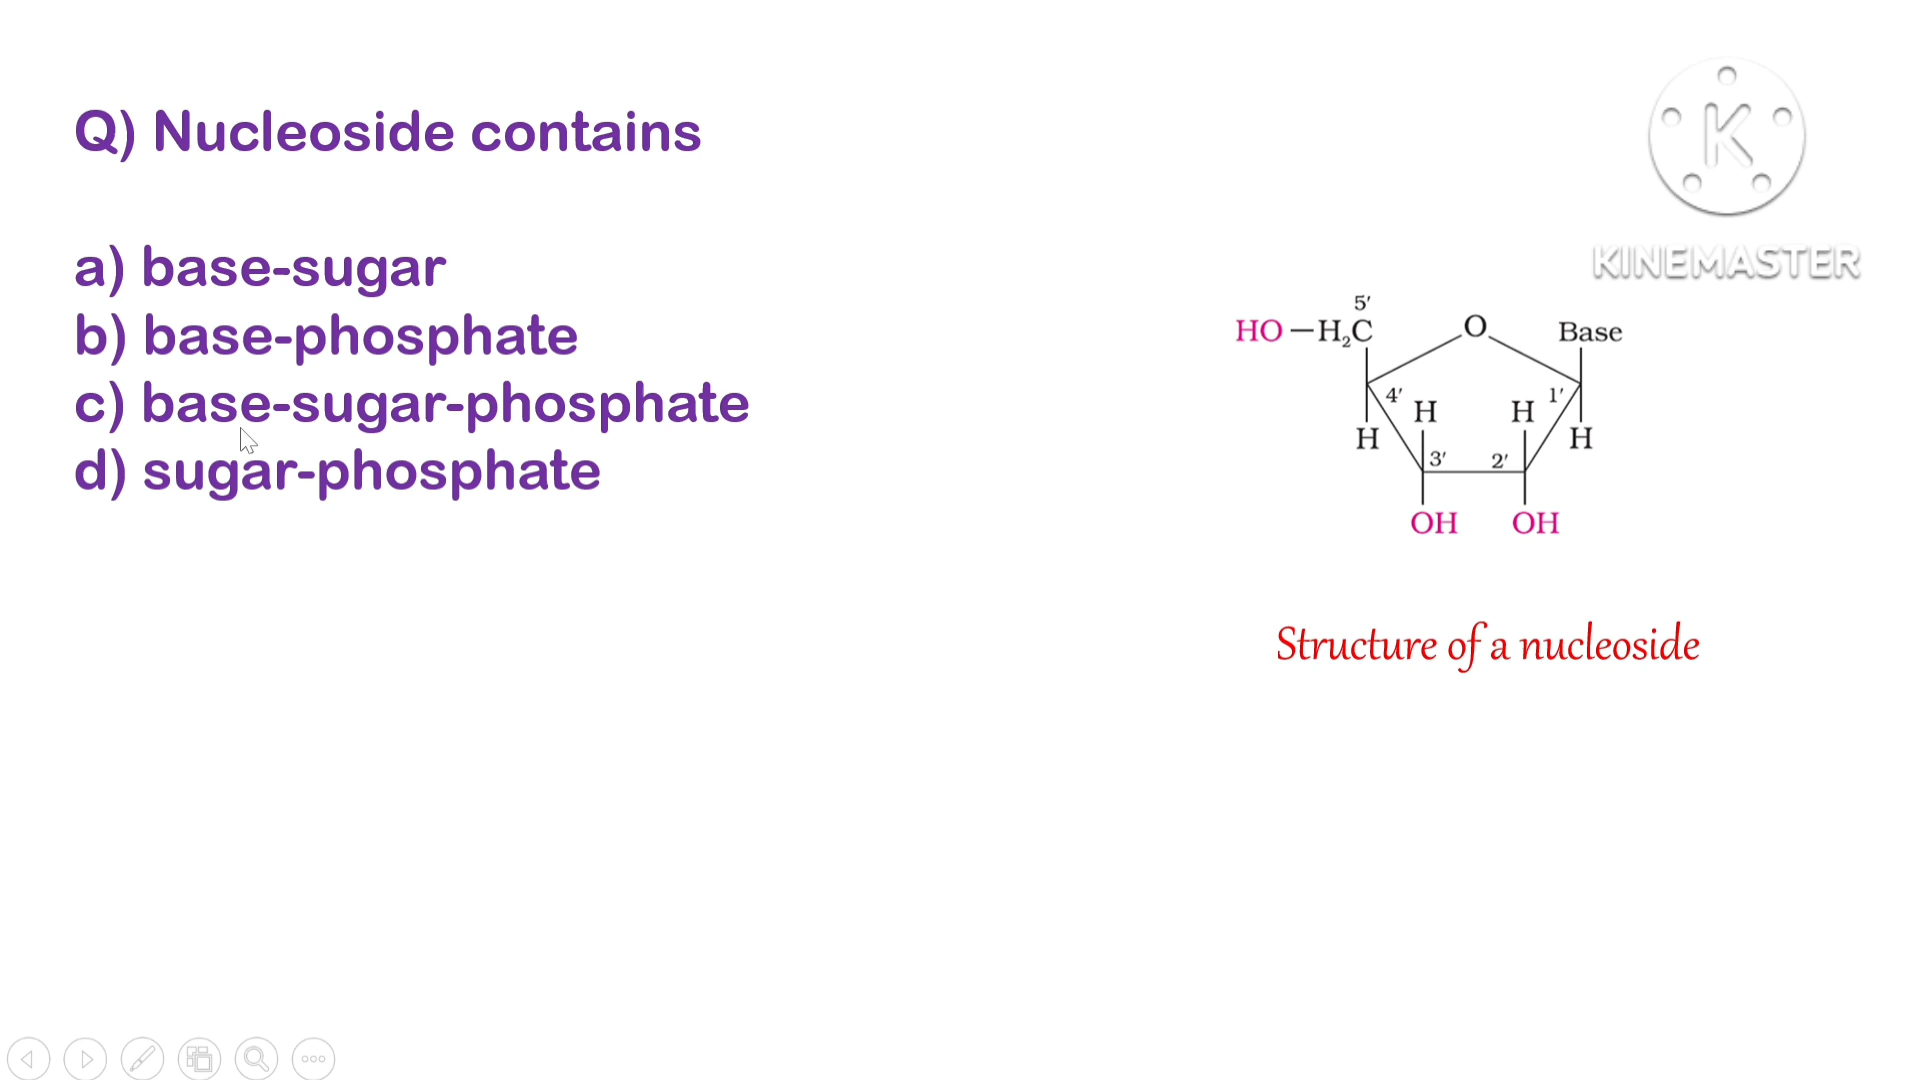 Q) Nucleoside contains
a) base-sugar
b) base-phosphate
c) base-sugar-phosphate
d) sugar-phosphate
K
KINEMASTER
5′
HO–H₂C
O
Base
4′
1′
H
H
H
H
3′
2′
OH
OH
Structure of a nucleoside